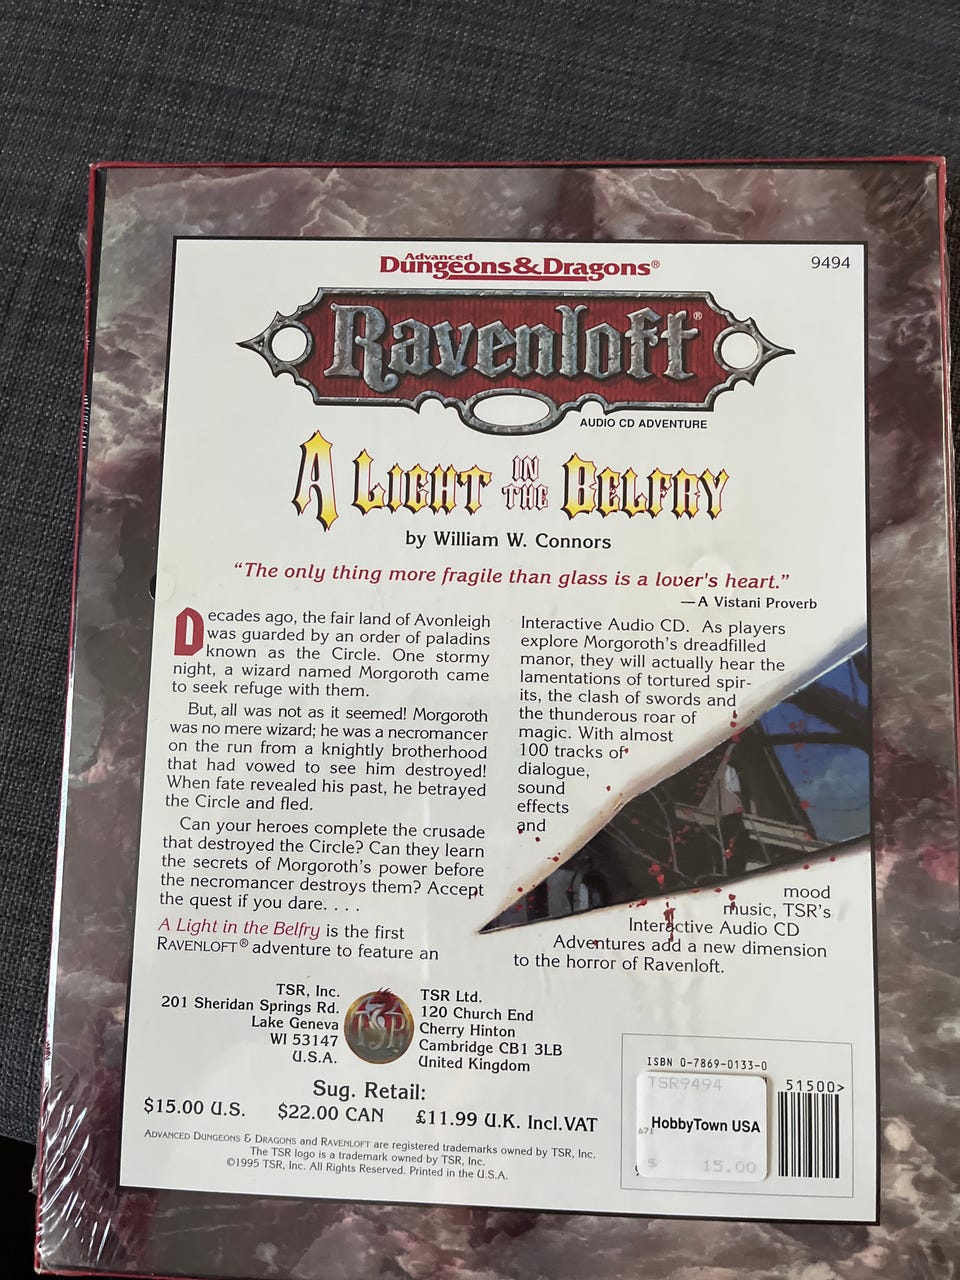 Advanced
Dungeons&Dragons®
9494
Ravenloft®
AUDIO CD ADVENTURE
A LIGHT IN THE BELFRY
by William W. Connors
“The only thing more fragile than glass is a lover's heart.”
—A Vistani Proverb
Decades ago, the fair land of Avonleigh
was guarded by an order of paladins
known as the Circle. One stormy
night, a wizard named Morgoroth came
to seek refuge with them.
But, all was not as it seemed! Morgoroth
was no mere wizard; he was a necromancer
on the run from a knightly brotherhood
that had vowed to see him destroyed!
When fate revealed his past, he betrayed
the Circle and fled.
Can your heroes complete the crusade
that destroyed the Circle? Can they learn
the secrets of Morgoroth's power before
the necromancer destroys them? Accept
the quest if you dare. . . .
A Light in the Belfry is the first
RAVENLOFT® adventure to feature an
Interactive Audio CD. As players
explore Morgoroth's dreadfilled
manor, they will actually hear the
lamentations of tortured spir-
its, the clash of swords and
the thunderous roar of
magic. With almost
100 tracks of
dialogue,
sound
effects
and
mood
music, TSR's
Interactive Audio CD
Adventures add a new dimension
to the horror of Ravenloft.
TSR, Inc.
201 Sheridan Springs Rd.
Lake Geneva
WI 53147
U.S.A.
TSR
TSR Ltd.
120 Church End
Cherry Hinton
Cambridge CB1 3LB
United Kingdom
Sug. Retail:
$15.00 U.S. $22.00 CAN £11.99 U.K. Incl.VAT
ADVANCED DUNGEONS & DRAGONS and RAVENLOFT are registered trademarks owned by TSR, Inc.
The TSR logo is a trademark owned by TSR, Inc.
©1995 TSR, Inc. All Rights Reserved. Printed in the U.S.A.
ISBN 0-7869-0133-0
51500>
TSR9494
671
HobbyTown USA
$ 15.00